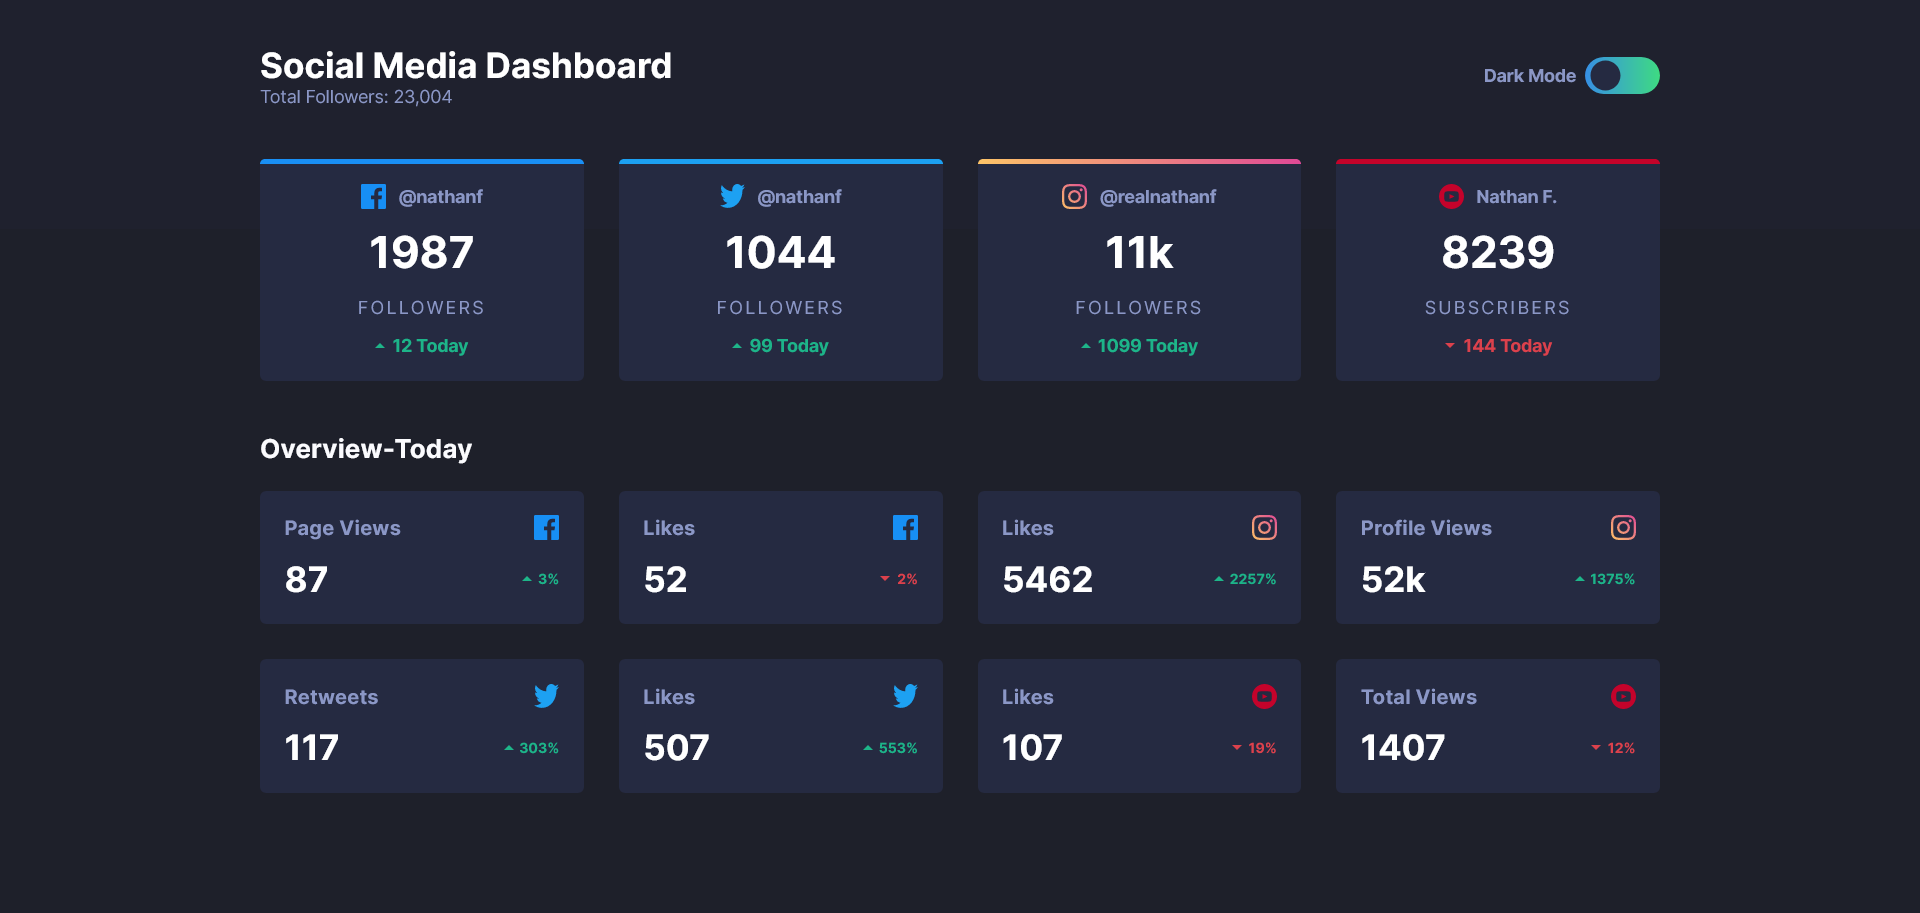 Social Media Dashboard
Total Followers: 23,004
Dark Mode
@nathanf
1987
FOLLOWERS
12 Today
@nathanf
1044
FOLLOWERS
99 Today
@realnathanf
11k
FOLLOWERS
1099 Today
Nathan F.
8239
SUBSCRIBERS
144 Today
Overview-Today
Page Views
87
3%
Likes
52
2%
Likes
5462
2257%
Profile Views
52k
1375%
Retweets
117
303%
Likes
507
553%
Likes
107
19%
Total Views
1407
12%